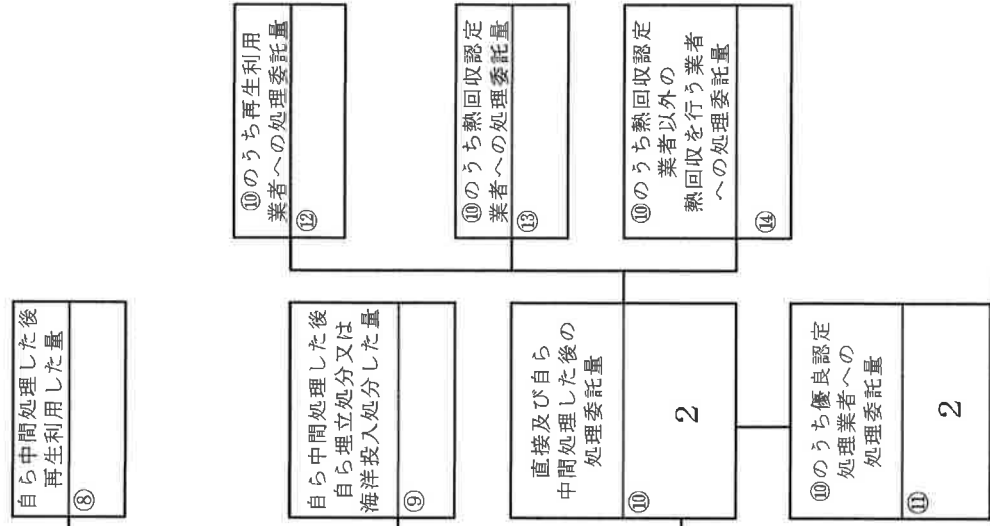 自ら中間処理した後
再生利用した量
⑧
自ら中間処理した後
自ら埋立処分又は
海洋投入処分した量
⑨
直接及び自ら
中間処理した後の
処理委託量
⑩
2
⑩のうち優良認定
処理業者への
処理委託量
⑪
2
⑩のうち再生利用
業者への処理委託量
⑫
⑩のうち熱回収認定
業者への処理委託量
⑬
⑩のうち熱回収認定
業者以外の
熱回収を行う業者
への処理委託量
⑭